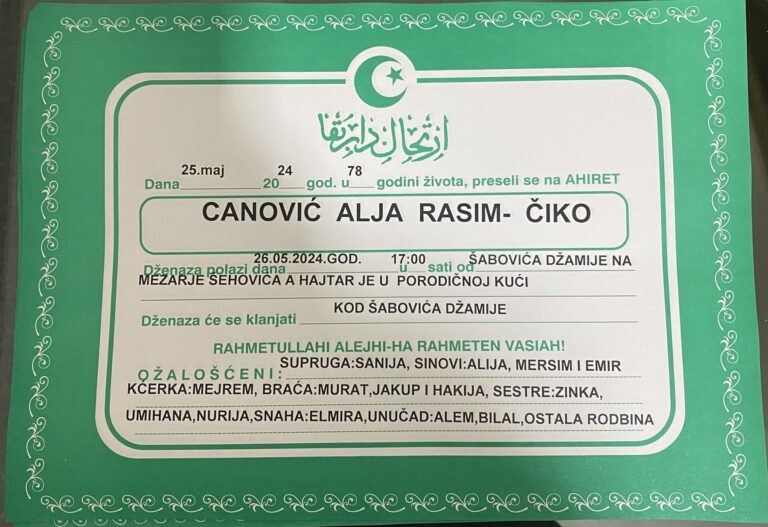 ارتحال دار بقا
Dana 25.maj 2024 god. u 78 godini života, preseli se na AHIRET
CANOVIĆ ALJA RASIM- ČIKO
Dženaza polazi dana 26.05.2024.GOD. u 17:00 sati od ŠABOVIĆA DŽAMIJE NA
MEZARJE ŠEHOVIĆA A HAJTAR JE U PORODIČNOJ KUĆI
Dženaza će se klanjati KOD ŠABOVIĆA DŽAMIJE
RAHMETULLAHI ALEJHI-HA RAHMETEN VASIAH!
OŽALOŠĆENI: SUPRUGA:SANIJA, SINOVI:ALIJA, MERSIM I EMIR
KĆERKA:MEJREM, BRAĆA:MURAT,JAKUP I HAKIJA, SESTRE:ZINKA,
UMIHANA,NURIJA,SNAHA:ELMIRA,UNUČAD:ALEM,BILAL,OSTALA RODBINA